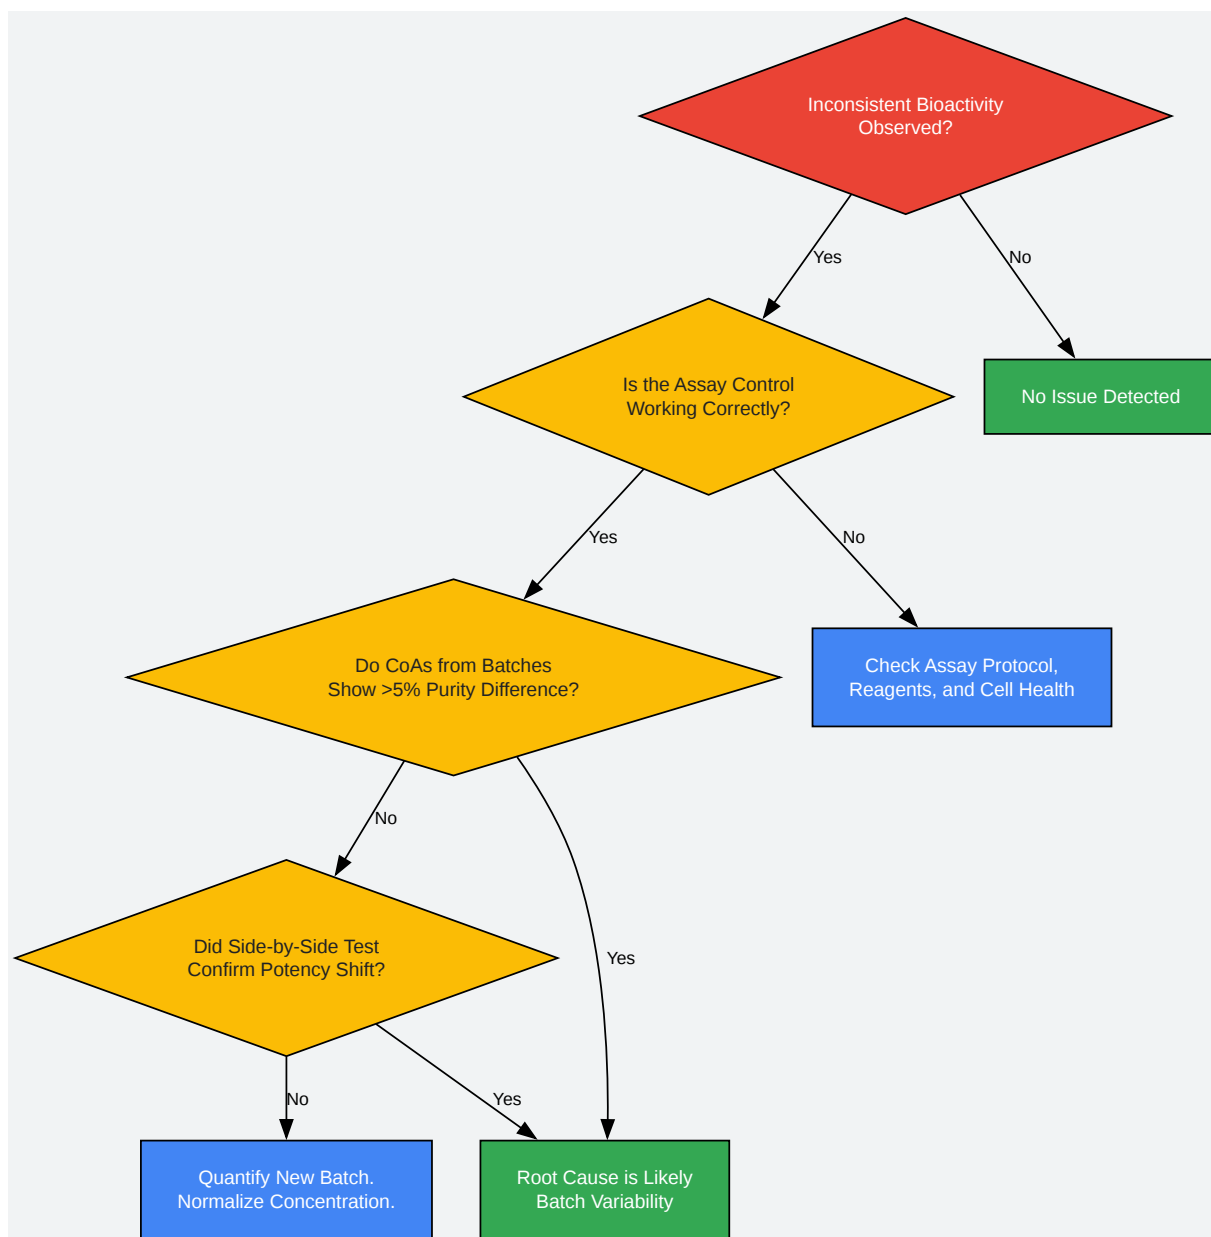 Inconsistent Bioactivity
Observed?
Yes
No
Is the Assay Control
Working Correctly?
No Issue Detected
Yes
No
Do CoAs from Batches
Show >5% Purity Difference?
Check Assay Protocol,
Reagents, and Cell Health
No
Yes
Did Side-by-Side Test
Confirm Potency Shift?
No
Yes
Quantify New Batch.
Normalize Concentration.
Root Cause is Likely
Batch Variability